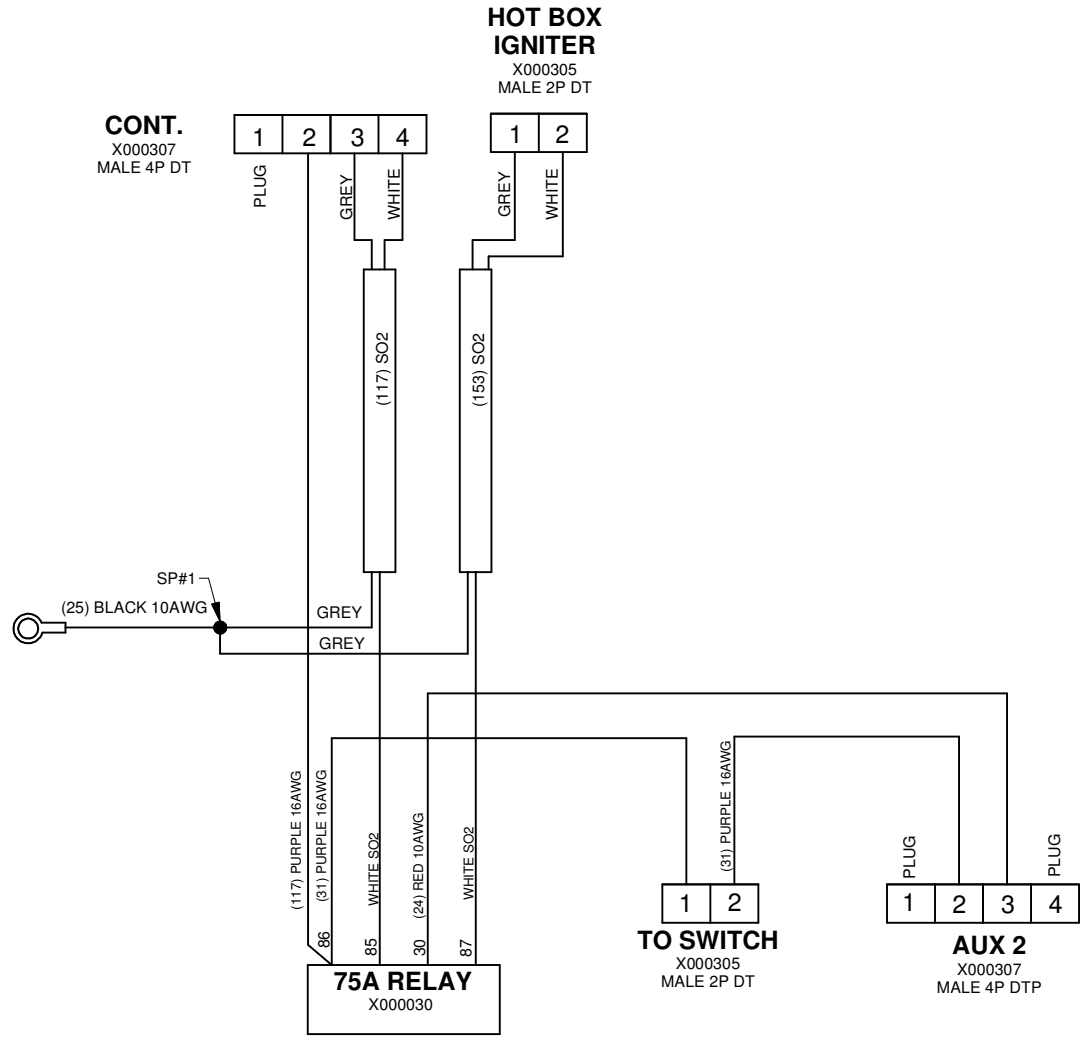 HOT BOX
IGNITER
X000305
MALE 2P DT
CONT.
X000307
MALE 4P DT
1 2 3 4
1 2
PLUG
GREY
WHITE
GREY
WHITE
(117) SO2
(153) SO2
SP#1
(25) BLACK 10AWG
GREY
GREY
(117) PURPLE 16AWG
(31) PURPLE 16AWG
WHITE SO2
(24) RED 10AWG
WHITE SO2
(31) PURPLE 16AWG
PLUG
PLUG
86
85
30
87
1 2
1 2 3 4
75A RELAY
X000030
TO SWITCH
X000305
MALE 2P DT
AUX 2
X000307
MALE 4P DTP